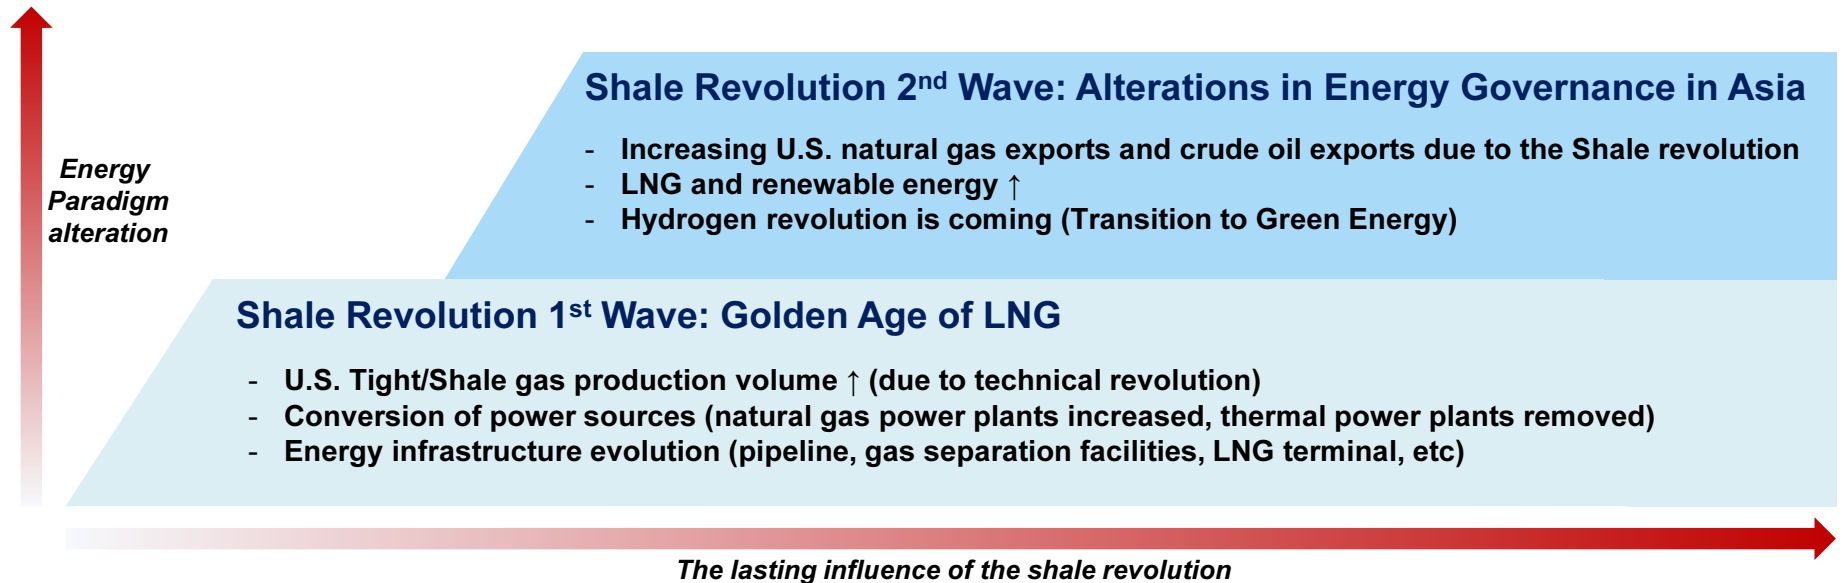 Energy
Paradigm
alteration
Shale Revolution 2nd Wave: Alterations in Energy Governance in Asia
- Increasing U.S. natural gas exports and crude oil exports due to the Shale revolution
- LNG and renewable energy ↑
- Hydrogen revolution is coming (Transition to Green Energy)
Shale Revolution 1st Wave: Golden Age of LNG
- U.S. Tight/Shale gas production volume ↑ (due to technical revolution)
- Conversion of power sources (natural gas power plants increased, thermal power plants removed)
- Energy infrastructure evolution (pipeline, gas separation facilities, LNG terminal, etc)
The lasting influence of the shale revolution